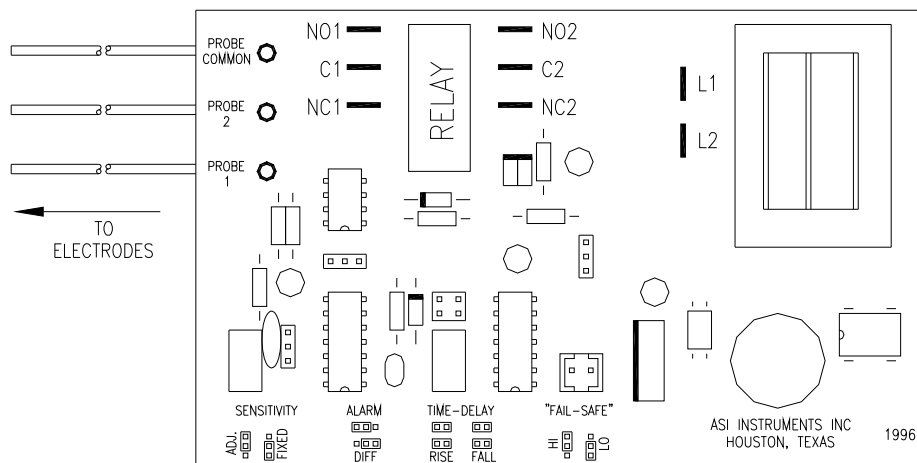 PROBE
COMMON
PROBE
2
PROBE
1
TO
ELECTRODES
NO1
C1
NC1
RELAY
NO2
C2
NC2
L1
L2
SENSITIVITY
ADJ.
FIXED
ALARM
DIFF
TIME-DELAY
RISE
FALL
"FAIL-SAFE"
HI
LO
ASI INSTRUMENTS INC
HOUSTON, TEXAS
1996